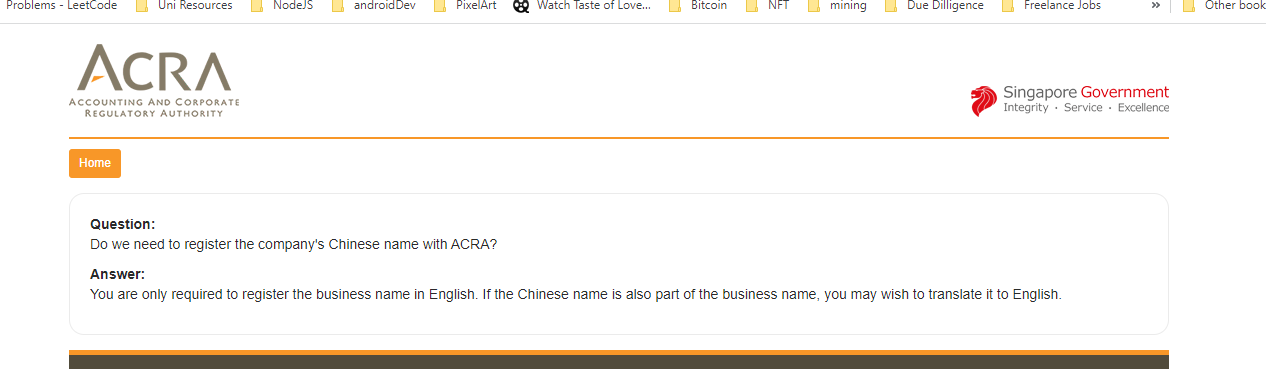 Problems - LeetCode Uni Resources NodeJS androidDev PixelArt Watch Taste of Love... Bitcoin NFT mining Due Dilligence Freelance Jobs » Other book
ACRA
ACCOUNTING AND CORPORATE
REGULATORY AUTHORITY
Singapore Government
Integrity · Service · Excellence
Home
Question:
Do we need to register the company's Chinese name with ACRA?
Answer:
You are only required to register the business name in English. If the Chinese name is also part of the business name, you may wish to translate it to English.